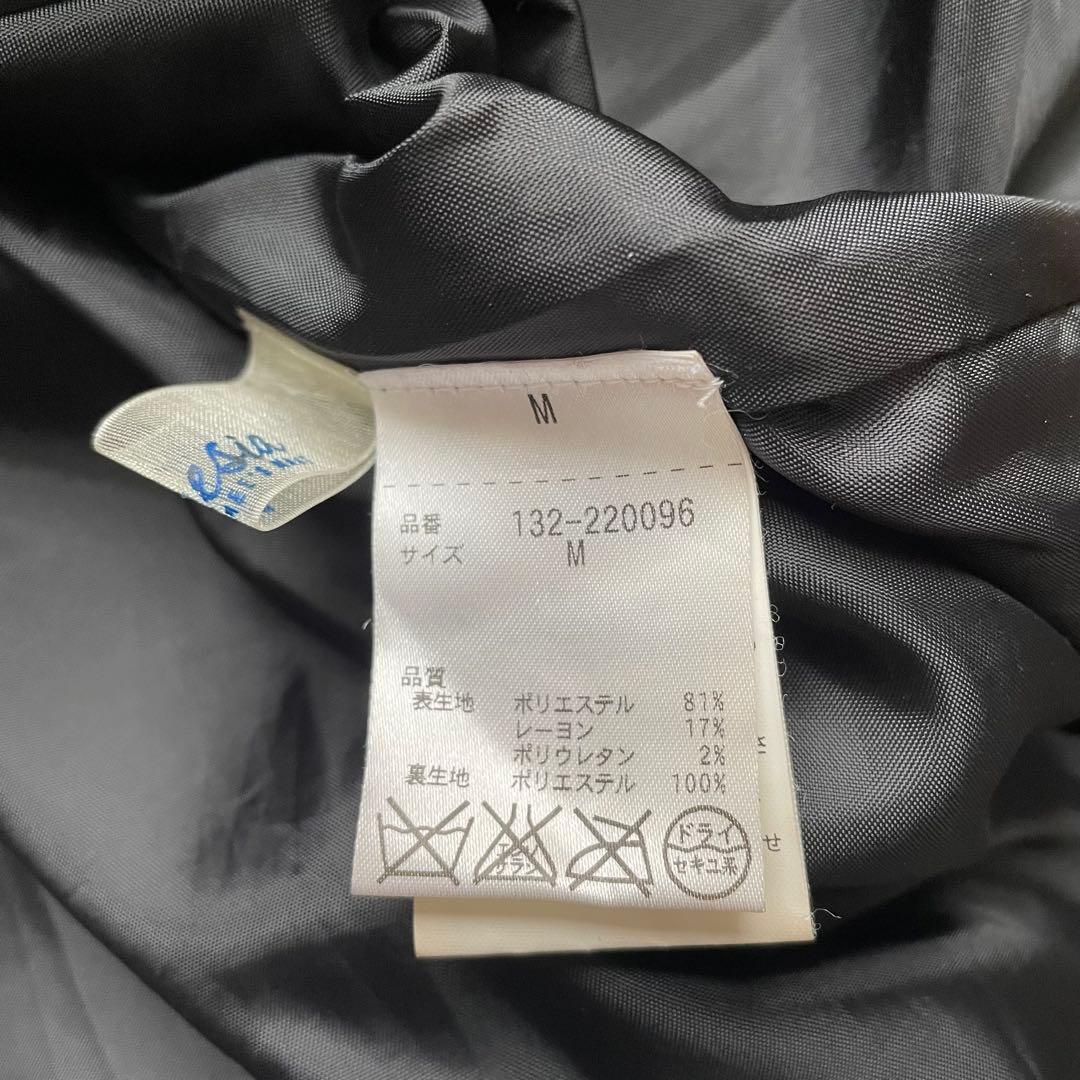 M
品番 132-220096
サイズ M
品質
表生地 ポリエステル 81%
レーヨン 17%
ポリウレタン 2%
裏生地 ポリエステル 100%
ドライ
セキユ系
せ
esia